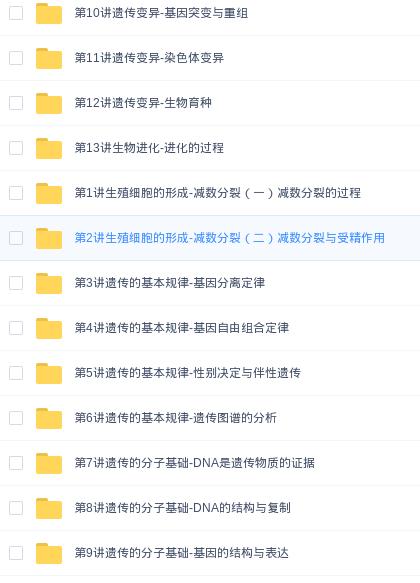 第10讲遗传变异-基因突变与重组
第11讲遗传变异-染色体变异
第12讲遗传变异-生物育种
第13讲生物进化-进化的过程
第1讲生殖细胞的形成-减数分裂（一）减数分裂的过程
第2讲生殖细胞的形成-减数分裂（二）减数分裂与受精作用
第3讲遗传的基本规律-基因分离定律
第4讲遗传的基本规律-基因自由组合定律
第5讲遗传的基本规律-性别决定与伴性遗传
第6讲遗传的基本规律-遗传图谱的分析
第7讲遗传的分子基础-DNA是遗传物质的证据
第8讲遗传的分子基础-DNA的结构与复制
第9讲遗传的分子基础-基因的结构与表达